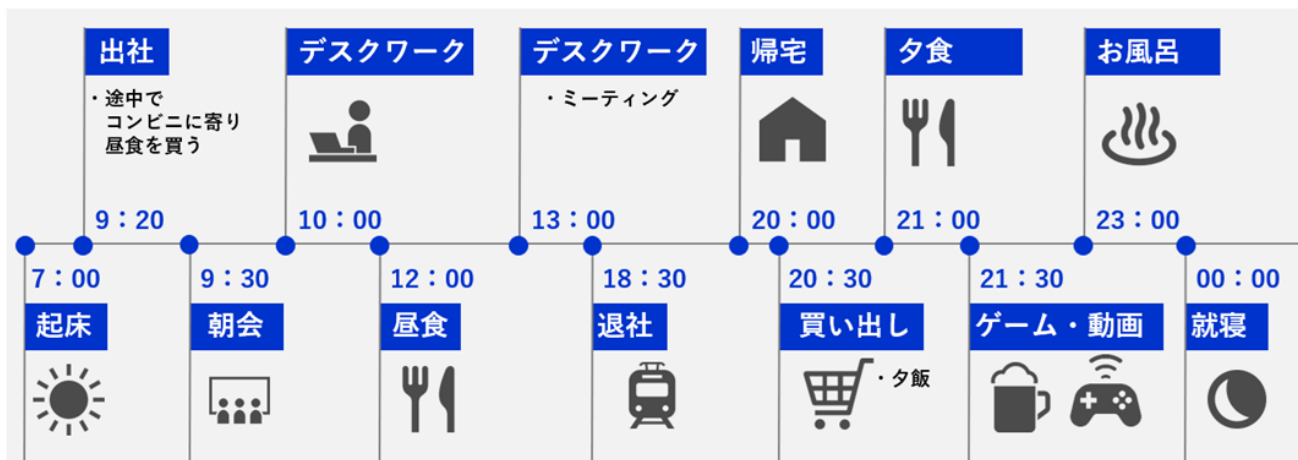 出社
・途中で
コンビニに寄り
昼食を買う
9：20
デスクワーク
10：00
デスクワーク
・ミーティング
13：00
帰宅
20：00
夕食
21：00
お風呂
23：00
7：00
起床
9：30
朝会
12：00
昼食
18：30
退社
20：30
買い出し
・夕飯
21：30
ゲーム・動画
00：00
就寝